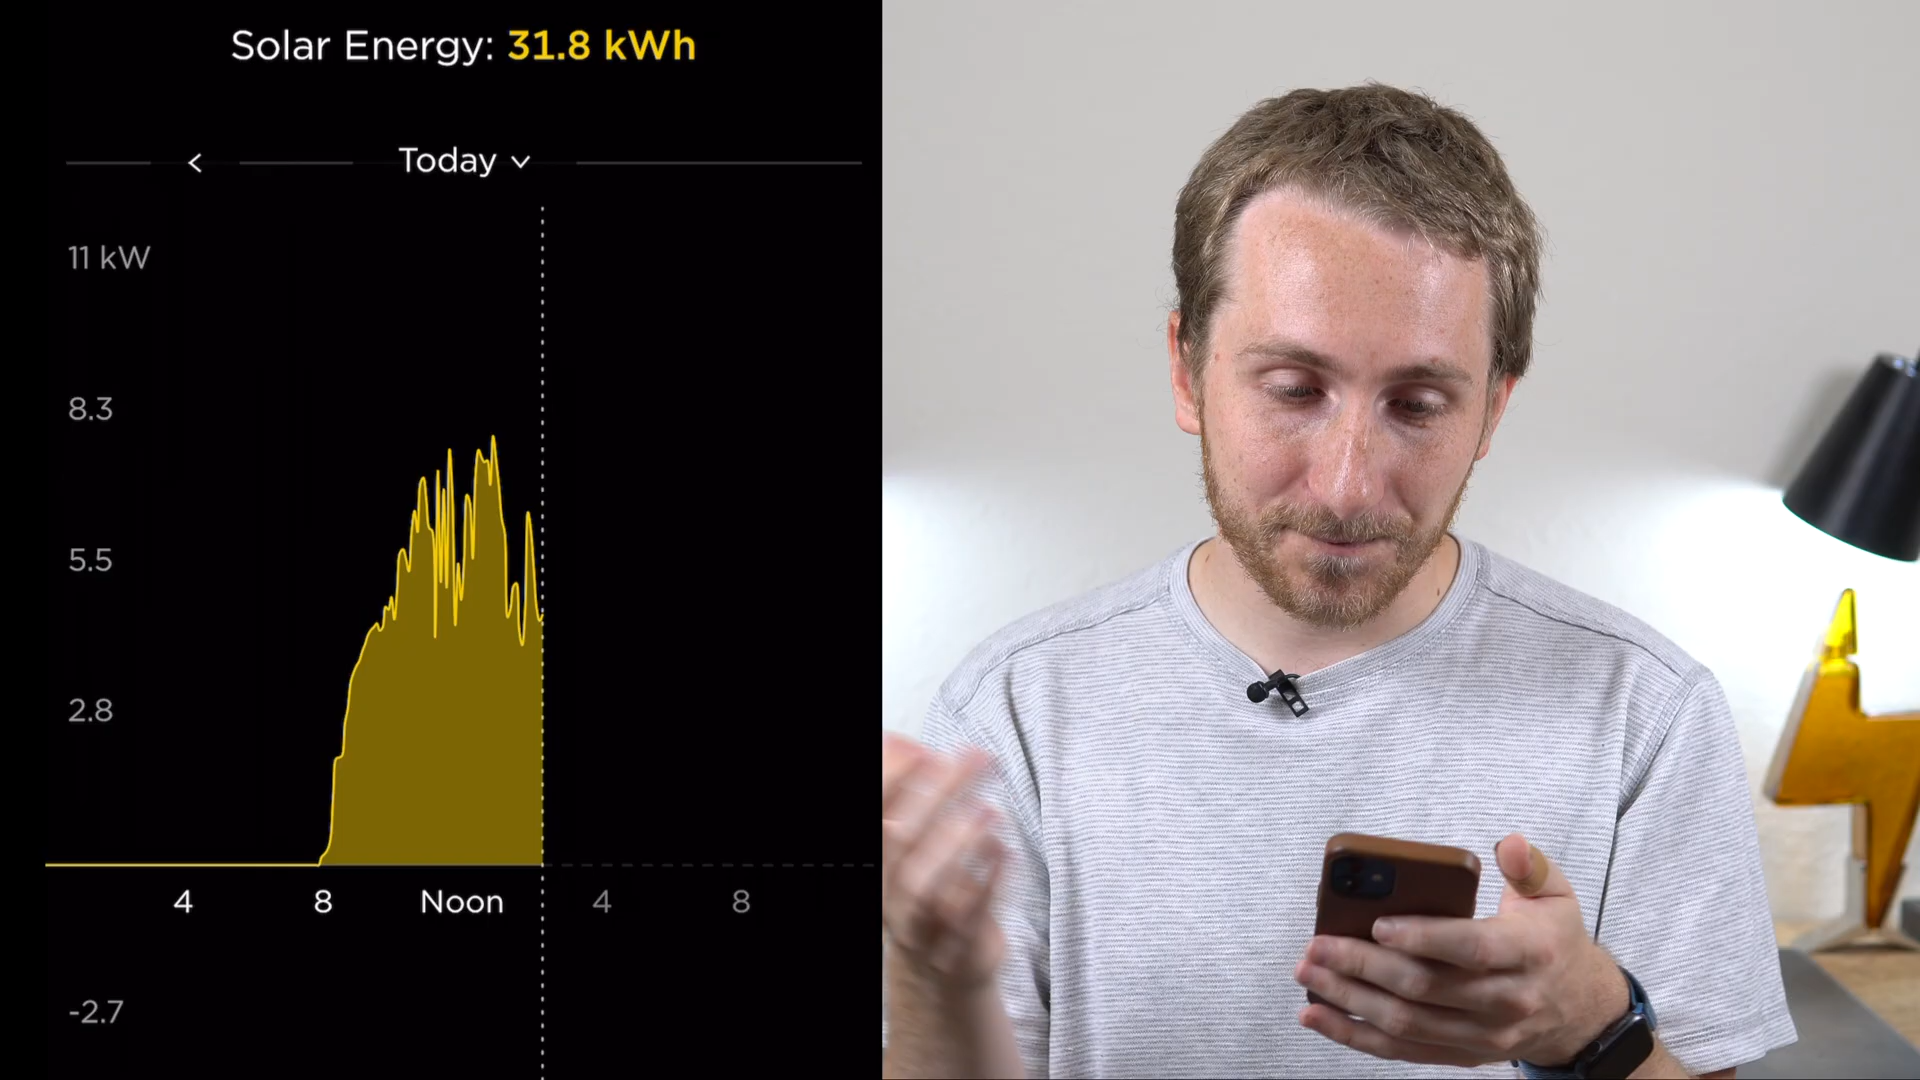 Solar Energy: 31.8 kWh
Today
11 kW
8.3
5.5
2.8
4 8 Noon 4 8
-2.7